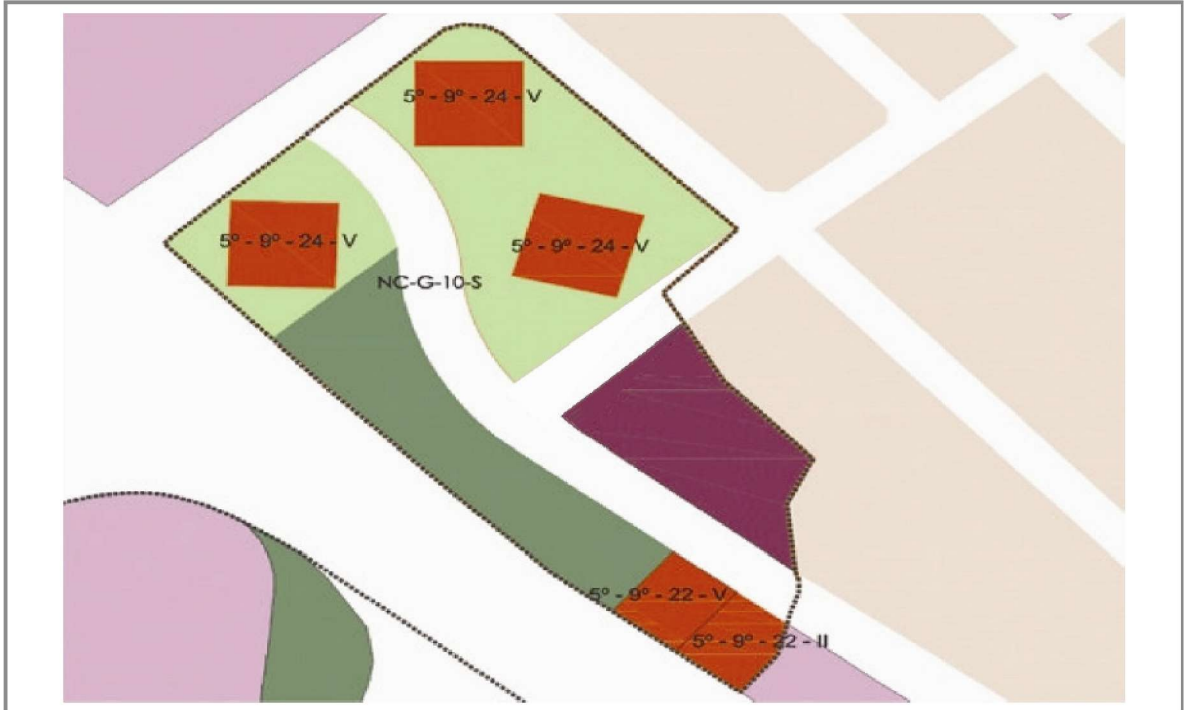 5º - 9º - 24 - V
5º - 9º - 24 - V
5º - 9º - 24 - V
NC-G-10-S
5º - 9º - 22 - V
5º - 9º - 22 - II